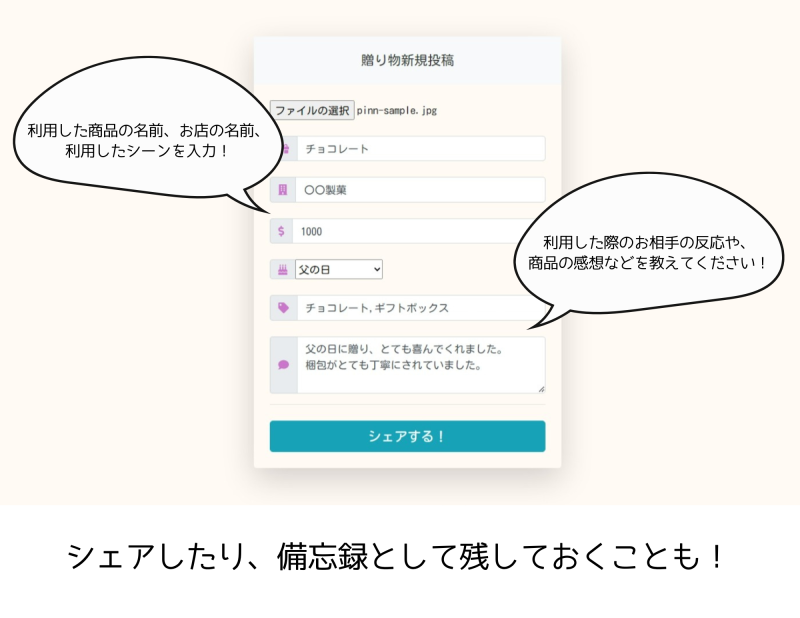 贈り物新規投稿
ファイルの選択 pinn-sample.jpg
利用した商品の名前、お店の名前、
利用したシーンを入力！
チョコレート
〇〇製菓
1000
父の日
利用した際のお相手の反応や、
商品の感想などを教えてください！
チョコレート,ギフトボックス
父の日に贈り、とても喜んでくれました。
梱包がとても丁寧にされていました。
シェアする！
シェアしたり、備忘録として残しておくことも！